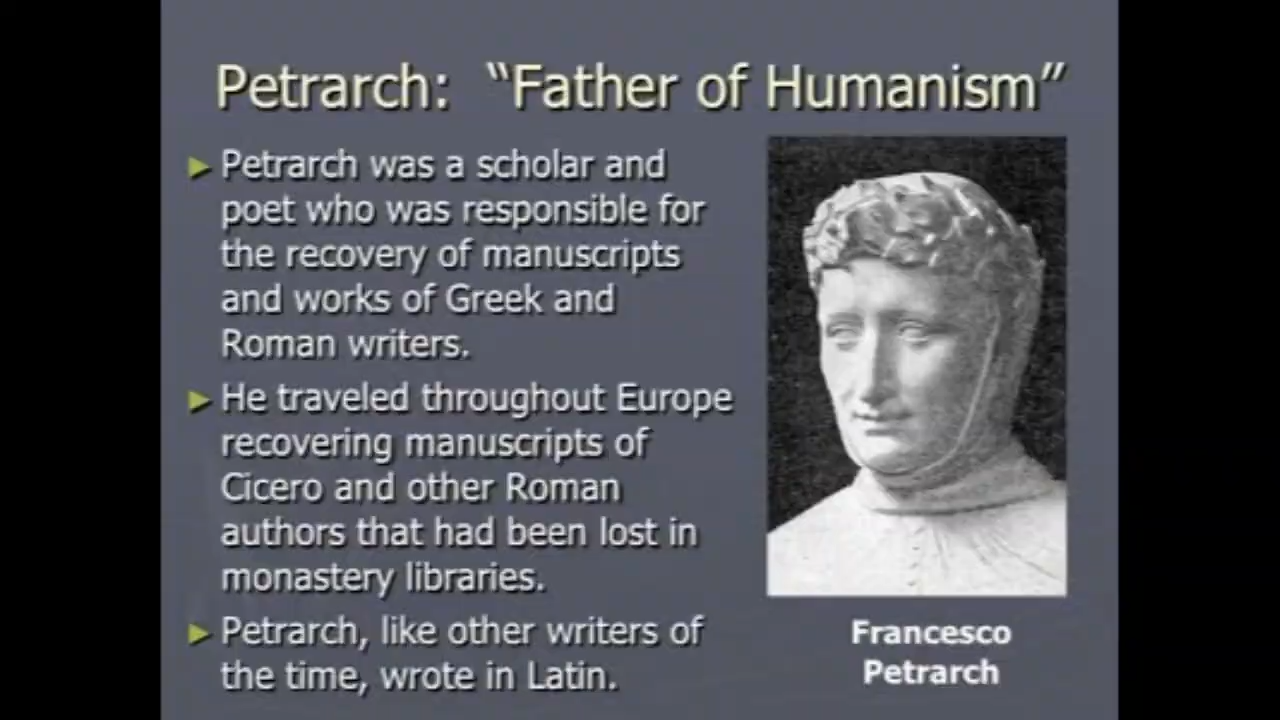 Petrarch: “Father of Humanism”
► Petrarch was a scholar and
poet who was responsible for
the recovery of manuscripts
and works of Greek and
Roman writers.
► He traveled throughout Europe
recovering manuscripts of
Cicero and other Roman
authors that had been lost in
monastery libraries.
► Petrarch, like other writers of
the time, wrote in Latin.
Francesco
Petrarch